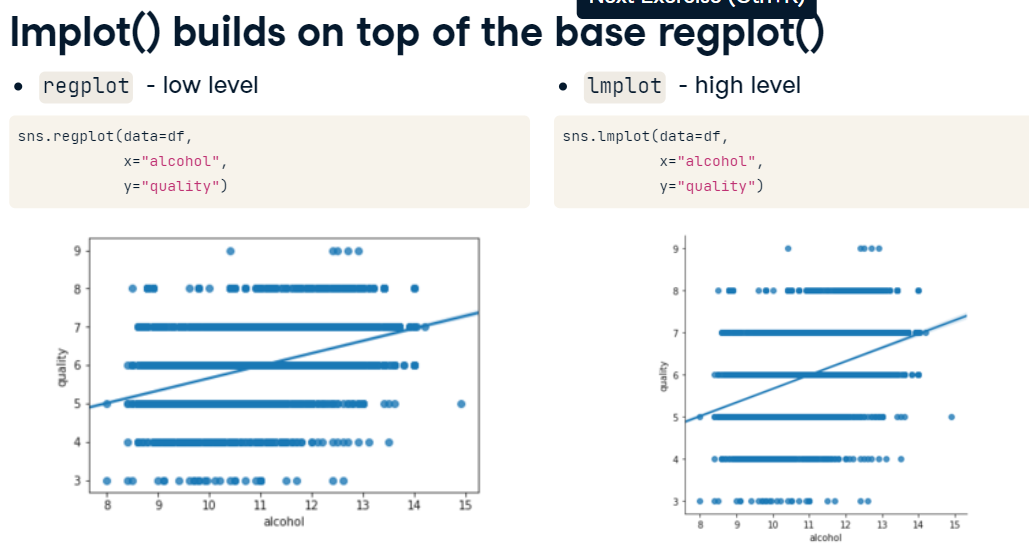 Next Exercise (Ctrl+K)
lmplot() builds on top of the base regplot()
• regplot - low level
sns.regplot(data=df,
x="alcohol",
y="quality")
9
8
7
6
5
4
3
quality
8 9 10 11 12 13 14 15
alcohol
• lmplot - high level
sns.lmplot(data=df,
x="alcohol",
y="quality")
9
8
7
6
5
4
3
quality
8 9 10 11 12 13 14 15
alcohol